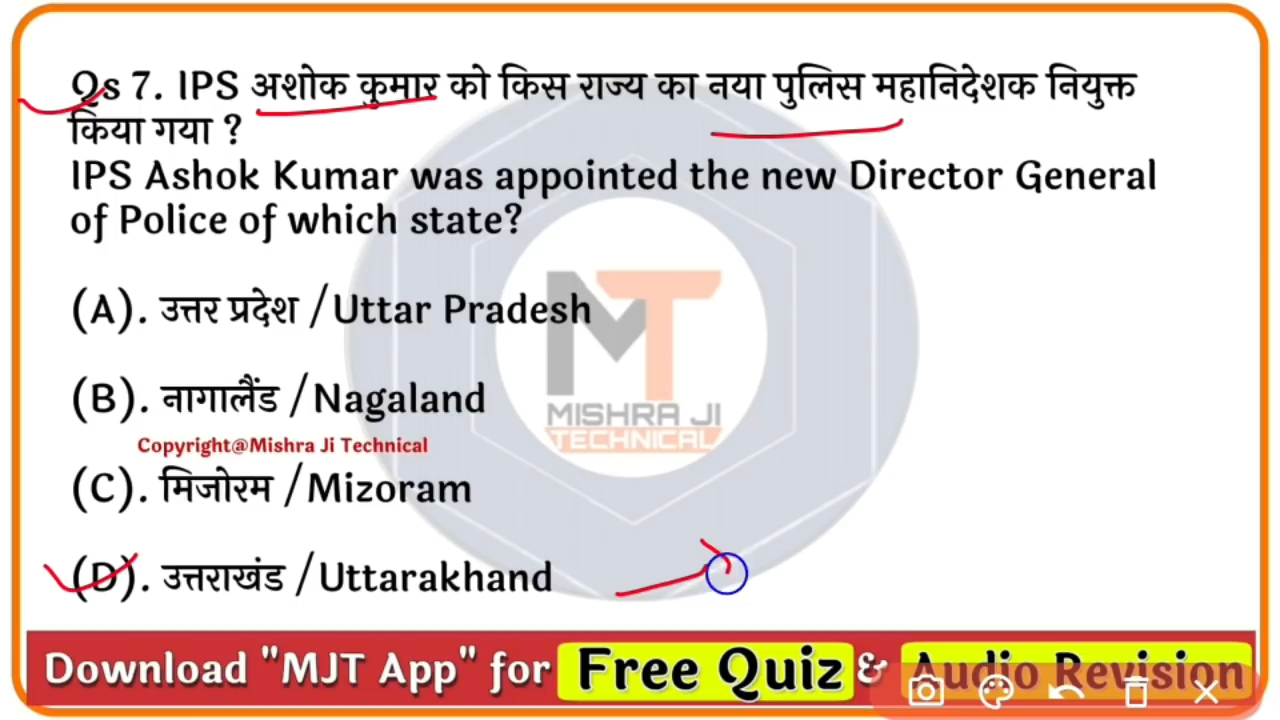 Qs 7. IPS अशोक कुमार को किस राज्य का नया पुलिस महानिदेशक नियुक्त
किया गया ?
IPS Ashok Kumar was appointed the new Director General
of Police of which state?
(A). उत्तर प्रदेश / Uttar Pradesh
(B). नागालैंड / Nagaland
Copyright@Mishra Ji Technical
(C). मिजोरम / Mizoram
(D). उत्तराखंड / Uttarakhand
MT
MISHRA JI
TECHNICAL
Download "MJT App" for Free Quiz & Audio Revision